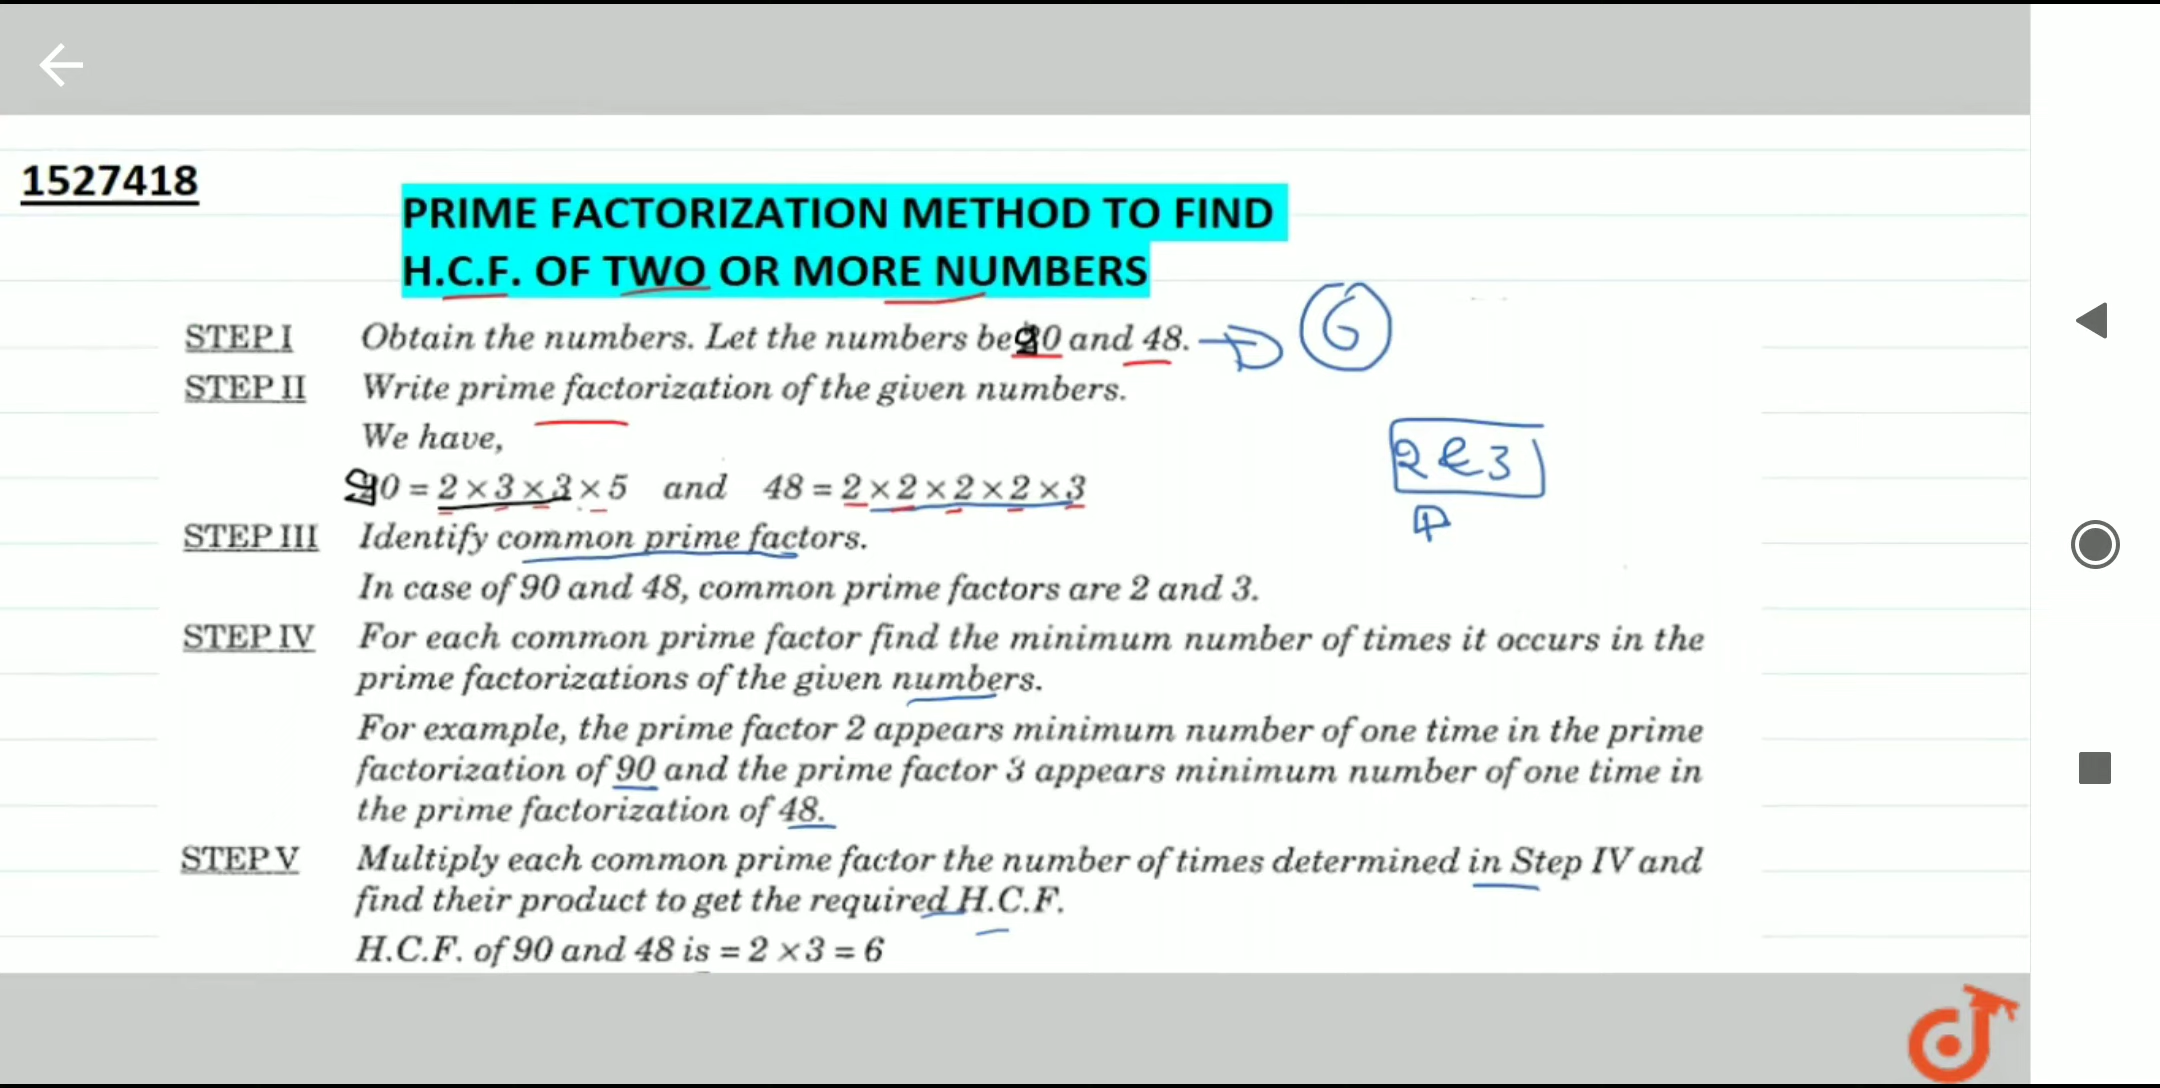 1527418
PRIME FACTORIZATION METHOD TO FIND
H.C.F. OF TWO OR MORE NUMBERS
STEP I Obtain the numbers. Let the numbers be 90 and 48. 6
STEP II Write prime factorization of the given numbers.
We have,
2 & 3
90 = 2 × 3 × 3 × 5 and 48 = 2 × 2 × 2 × 2 × 3
STEP III Identify common prime factors.
In case of 90 and 48, common prime factors are 2 and 3.
STEP IV For each common prime factor find the minimum number of times it occurs in the
prime factorizations of the given numbers.
For example, the prime factor 2 appears minimum number of one time in the prime
factorization of 90 and the prime factor 3 appears minimum number of one time in
the prime factorization of 48.
STEP V Multiply each common prime factor the number of times determined in Step IV and
find their product to get the required H.C.F.
H.C.F. of 90 and 48 is = 2 × 3 = 6